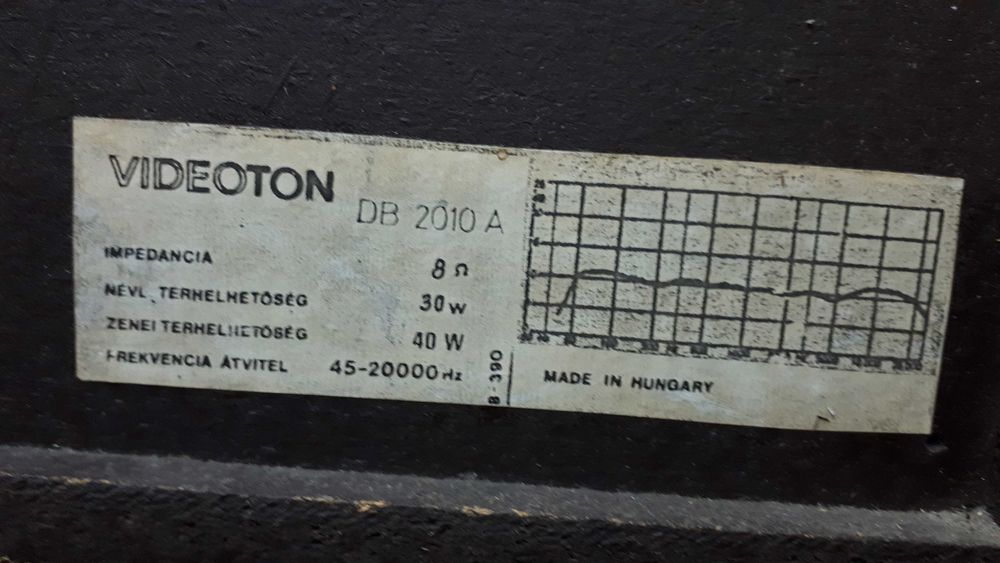 VIDEOTON
DB 2010 A
IMPEDANCIA 8 Ω
NÉVL. TERHELHETŐSÉG 30 W
ZENEI TERHELHETŐSÉG 40 W
FREKVENCIA ÁTVITEL 45-20000 Hz
B-390
MADE IN HUNGARY